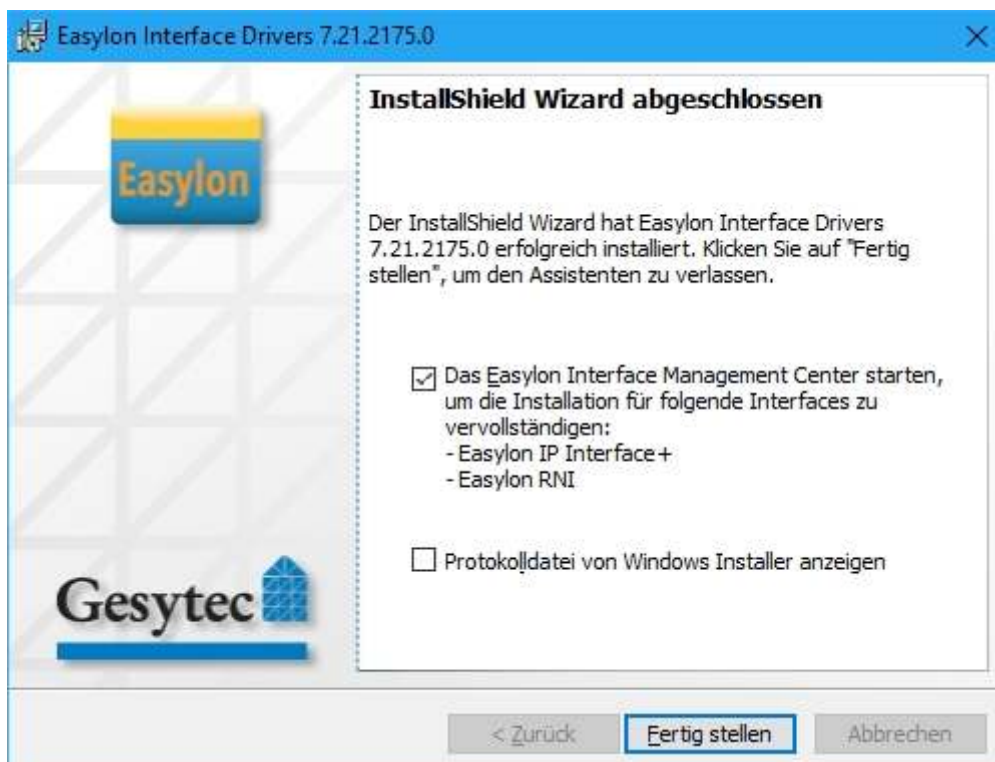 Easylon Interface Drivers 7.21.2175.0
Easylon
InstallShield Wizard abgeschlossen
Der InstallShield Wizard hat Easylon Interface Drivers
7.21.2175.0 erfolgreich installiert. Klicken Sie auf "Fertig
stellen", um den Assistenten zu verlassen.
Das Easylon Interface Management Center starten,
um die Installation für folgende Interfaces zu
vervollständigen:
- Easylon IP Interface+
- Easylon RNI
Protokolldatei von Windows Installer anzeigen
Gesytec
< Zurück
Fertig stellen
Abbrechen